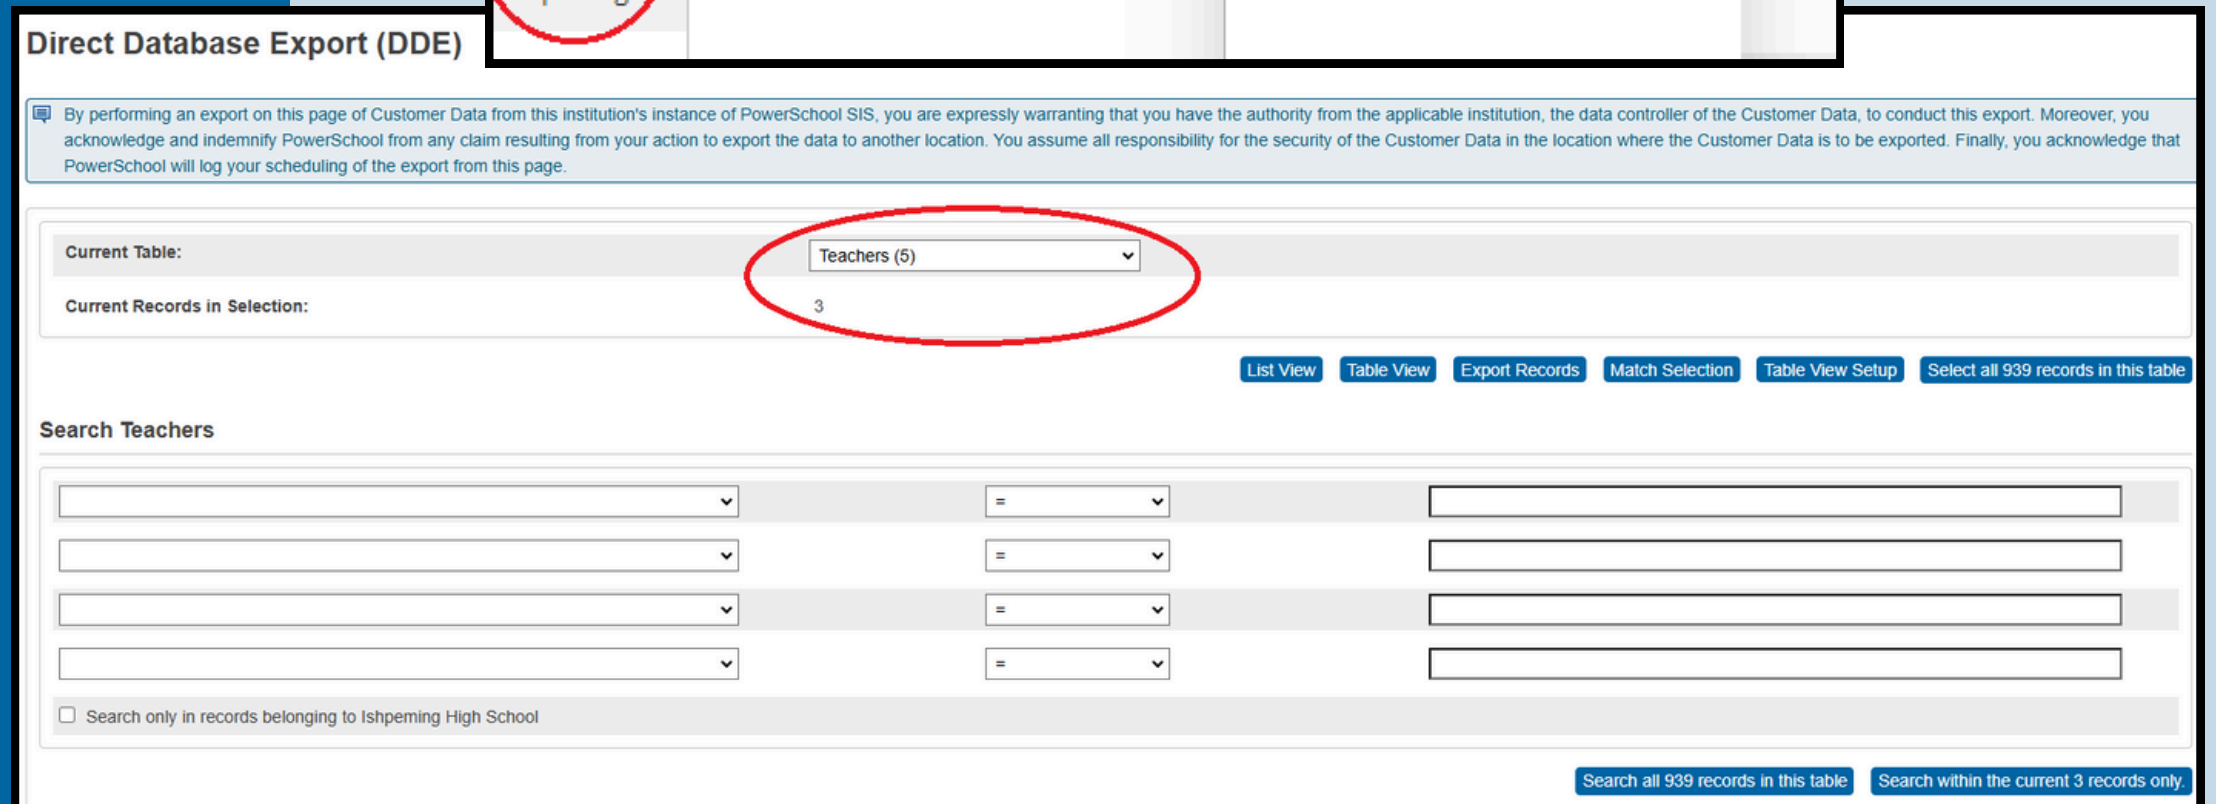 Direct Database Export (DDE)
By performing an export on this page of Customer Data from this institution's instance of PowerSchool SIS, you are expressly warranting that you have the authority from the applicable institution, the data controller of the Customer Data, to conduct this export. Moreover, you
acknowledge and indemnify PowerSchool from any claim resulting from your action to export the data to another location. You assume all responsibility for the security of the Customer Data in the location where the Customer Data is to be exported. Finally, you acknowledge that
PowerSchool will log your scheduling of the export from this page.
Current Table: Teachers (5)
Current Records in Selection: 3
List View Table View Export Records Match Selection Table View Setup Select all 939 records in this table
Search Teachers
=
=
=
=
Search only in records belonging to Ishpeming High School
Search all 939 records in this table Search within the current 3 records only.